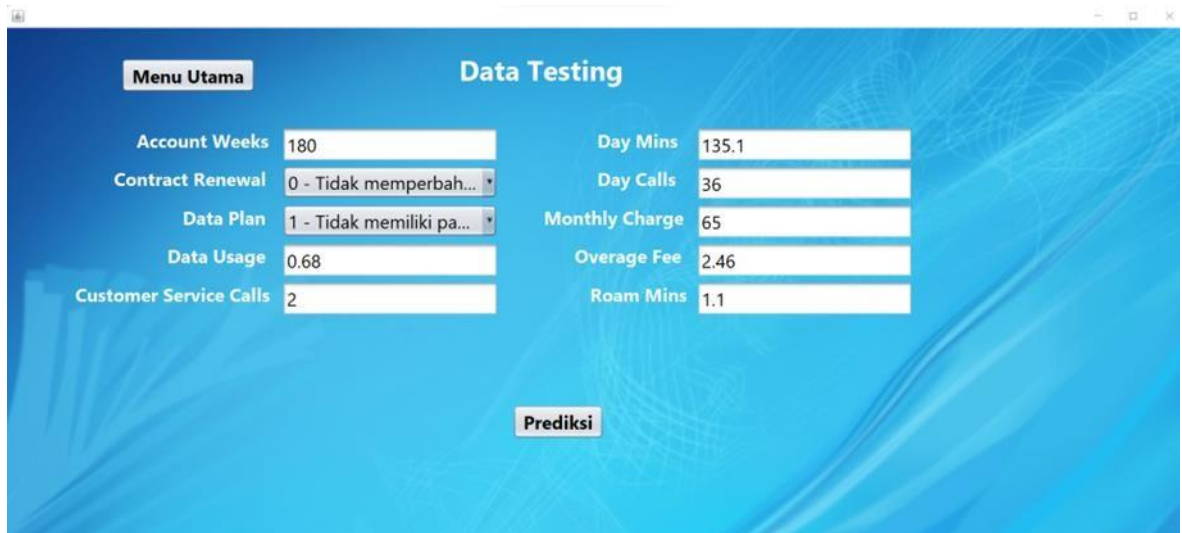 Menu Utama
Data Testing
Account Weeks 180
Contract Renewal 0 - Tidak memperbah...
Data Plan 1 - Tidak memiliki pa...
Data Usage 0.68
Customer Service Calls 2
Day Mins 135.1
Day Calls 36
Monthly Charge 65
Overage Fee 2.46
Roam Mins 1.1
Prediksi